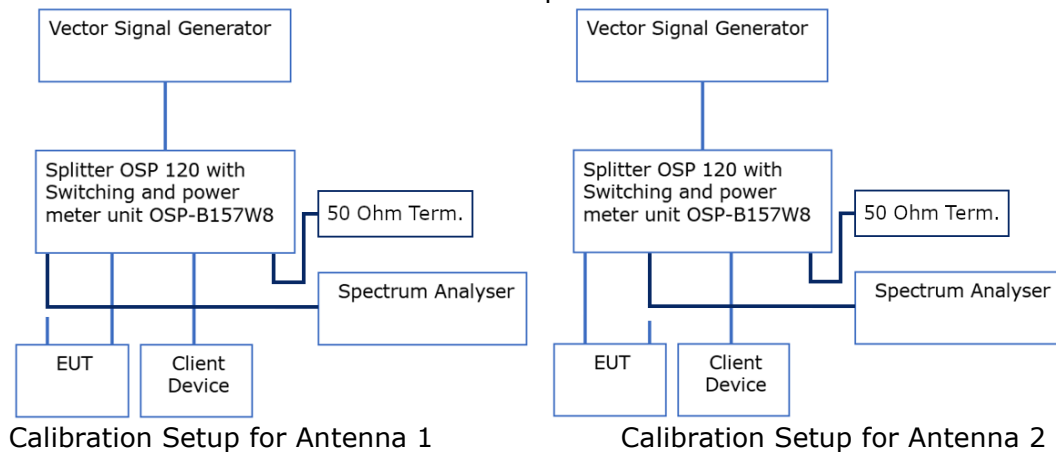 Vector Signal Generator
Splitter OSP 120 with
Switching and power
meter unit OSP-B157W8
50 Ohm Term.
Spectrum Analyser
EUT
Client
Device
Calibration Setup for Antenna 1
Vector Signal Generator
Splitter OSP 120 with
Switching and power
meter unit OSP-B157W8
50 Ohm Term.
Spectrum Analyser
EUT
Client
Device
Calibration Setup for Antenna 2